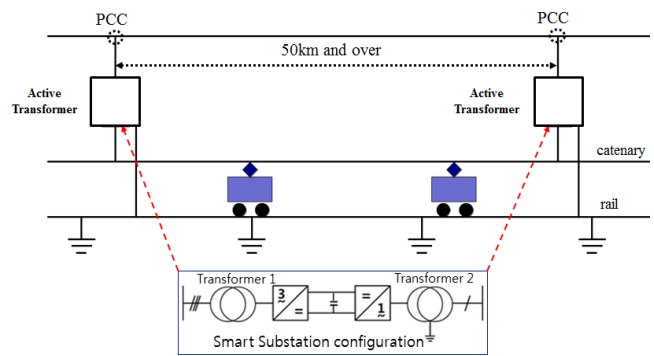 PCC
PCC
50km and over
Active
Transformer
Active
Transformer
catenary
rail
Transformer 1
Transformer 2
3
~
=
=
1
~
Smart Substation configuration